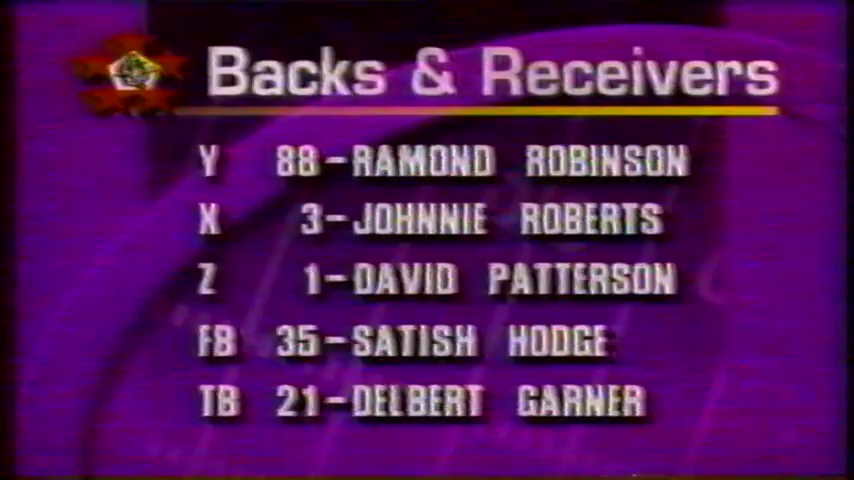 Backs & Receivers
Y 88-RAMOND ROBINSON
X 3-JOHNNIE ROBERTS
Z 1-DAVID PATTERSON
FB 35-SATISH HODGE
TB 21-DELBERT GARNER